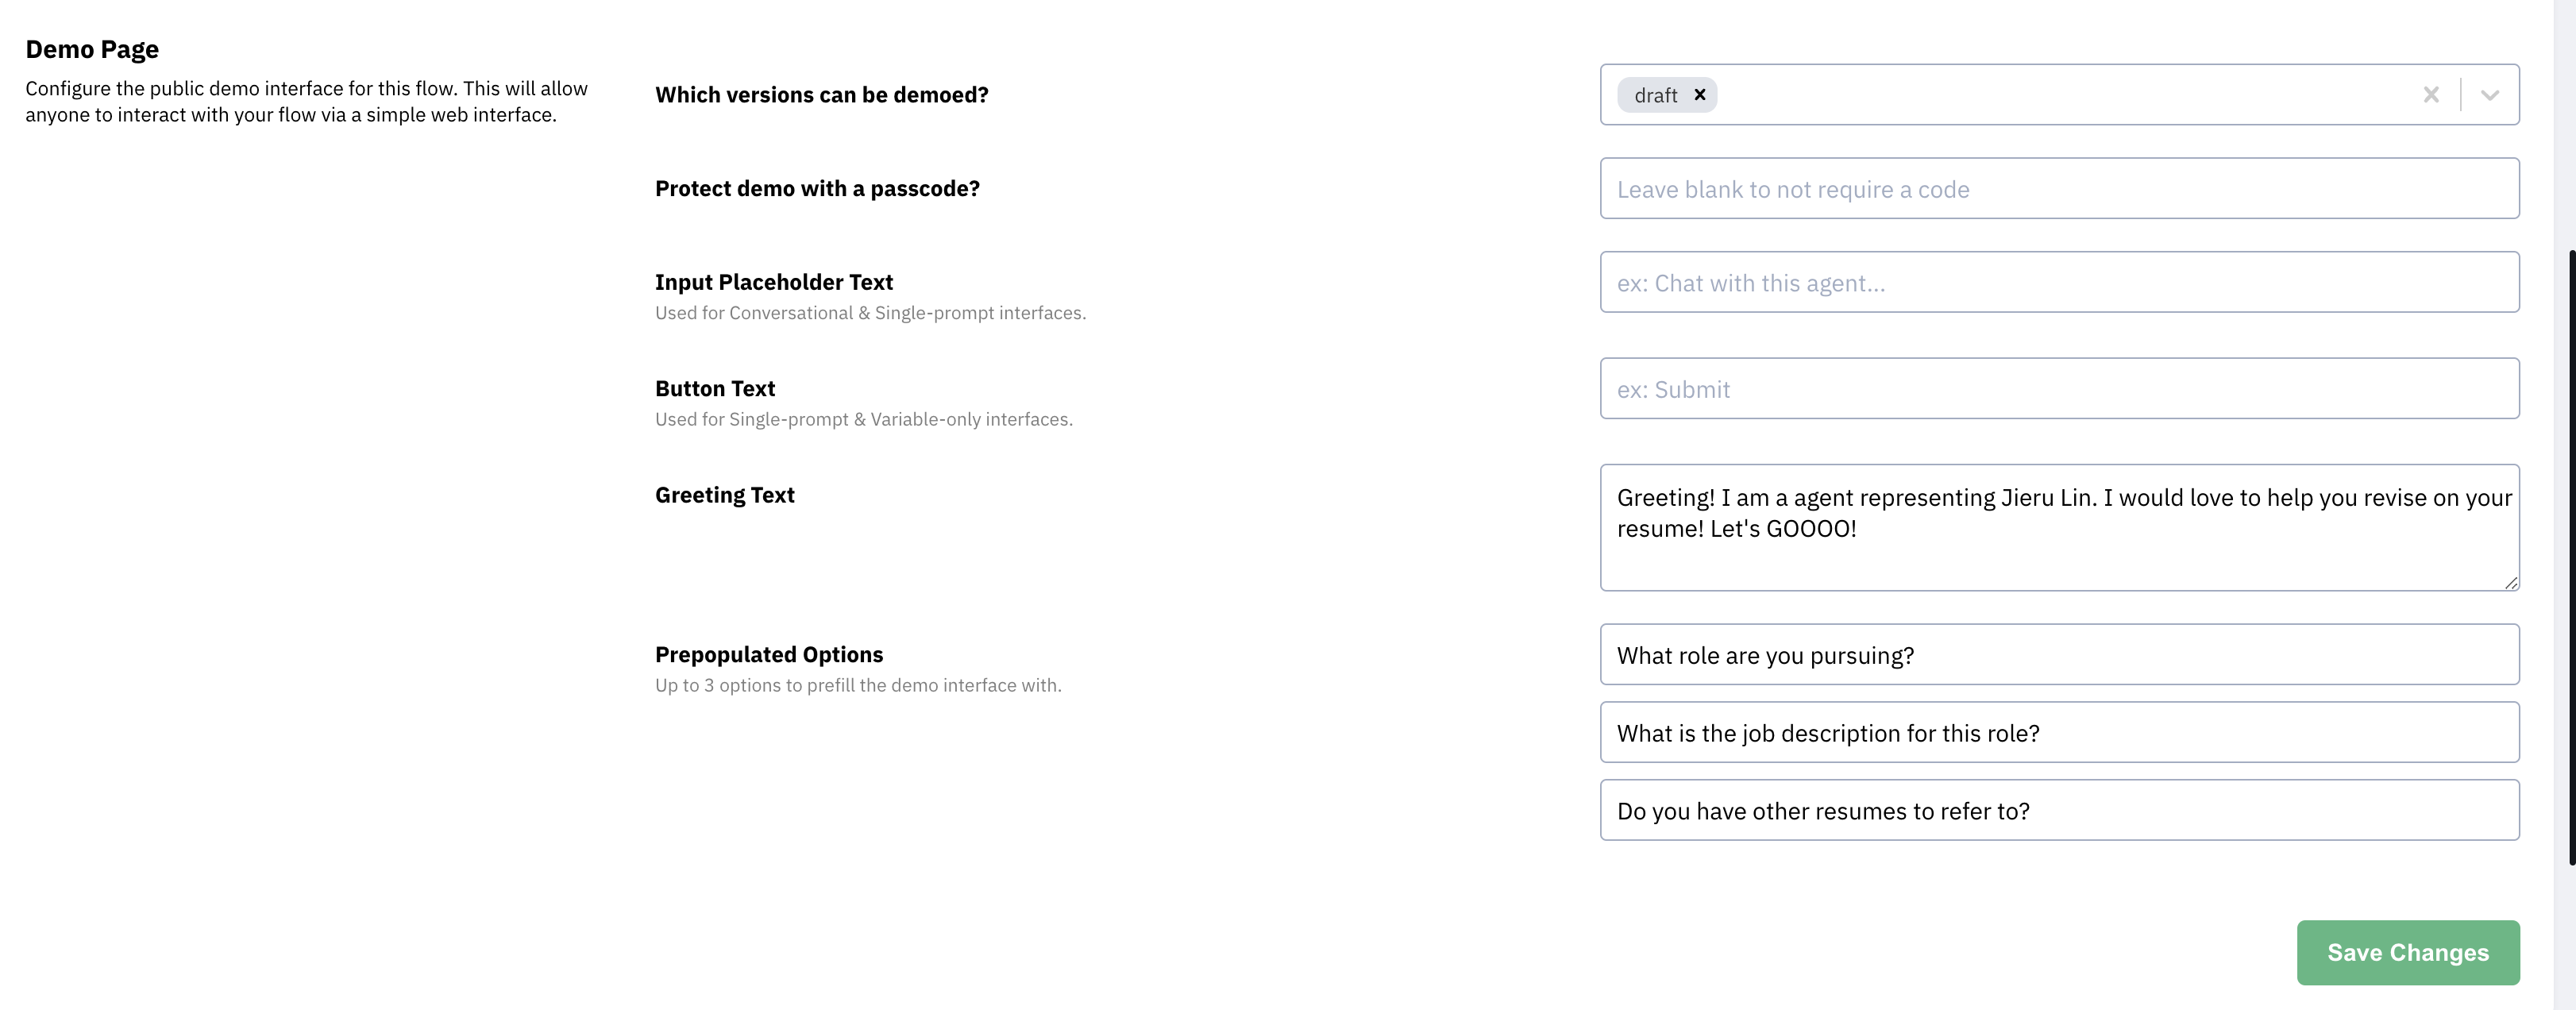 Demo Page
Configure the public demo interface for this flow. This will allow
anyone to interact with your flow via a simple web interface.
Which versions can be demoed?
draft
Protect demo with a passcode?
Leave blank to not require a code
Input Placeholder Text
Used for Conversational & Single-prompt interfaces.
ex: Chat with this agent...
Button Text
Used for Single-prompt & Variable-only interfaces.
ex: Submit
Greeting Text
Greeting! I am a agent representing Jieru Lin. I would love to help you revise on your
resume! Let's GOOOO!
Prepopulated Options
Up to 3 options to prefill the demo interface with.
What role are you pursuing?
What is the job description for this role?
Do you have other resumes to refer to?
Save Changes